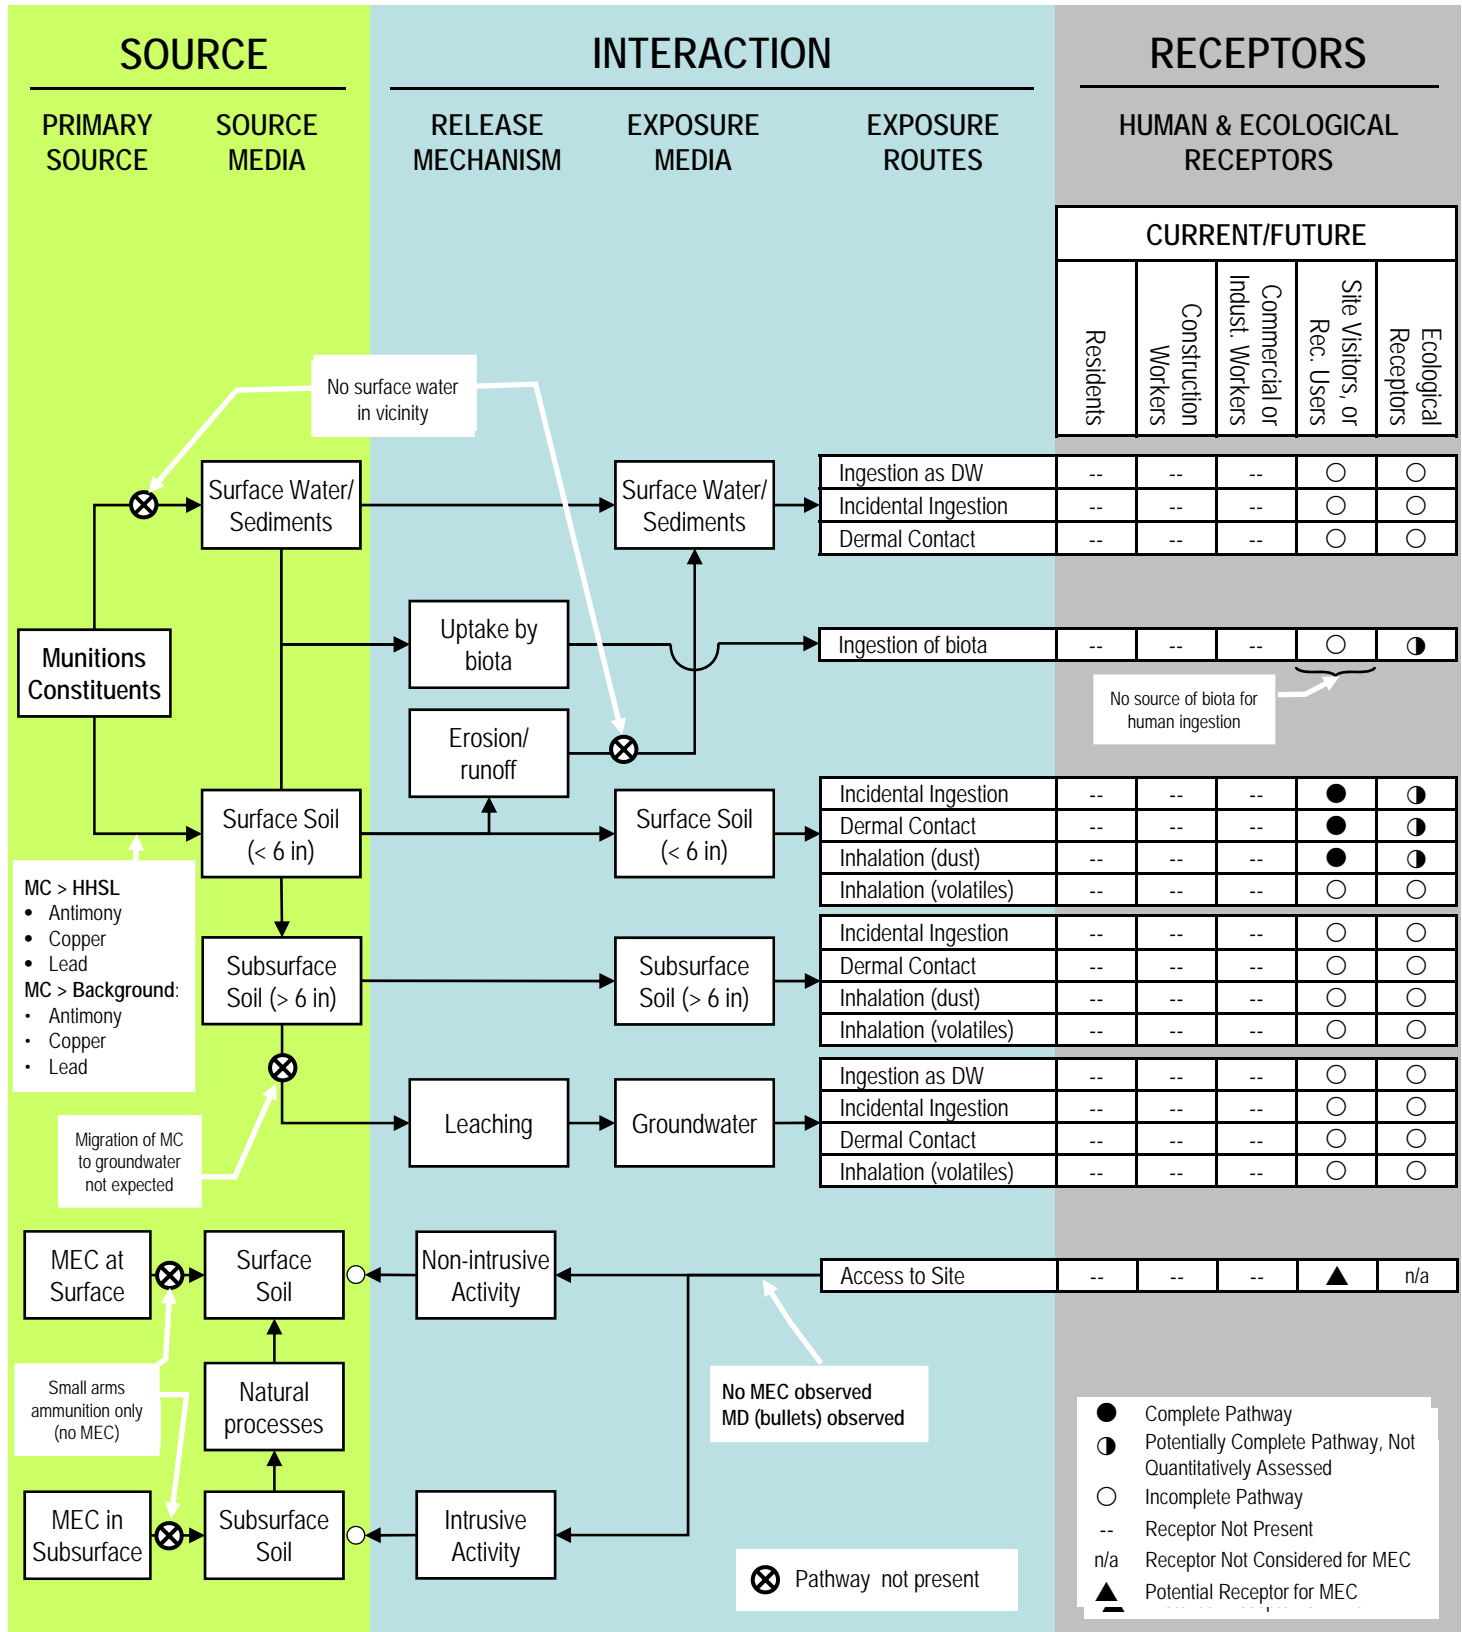 SOURCE
INTERACTION
RECEPTORS
PRIMARY
SOURCE
SOURCE
MEDIA
RELEASE
MECHANISM
EXPOSURE
MEDIA
EXPOSURE
ROUTES
HUMAN & ECOLOGICAL
RECEPTORS
CURRENT/FUTURE
Residents
Construction
Workers
Commercial or
Indust. Workers
Site Visitors, or
Rec. Users
Ecological
Receptors
No surface water
in vicinity
Surface Water/
Sediments
Surface Water/
Sediments
Ingestion as DW -- -- --
Incidental Ingestion -- -- --
Dermal Contact -- -- --
Munitions
Constituents
Uptake by
biota
Ingestion of biota -- -- --
No source of biota for
human ingestion
Erosion/
runoff
Surface Soil
(< 6 in)
Surface Soil
(< 6 in)
Incidental Ingestion -- -- --
Dermal Contact -- -- --
Inhalation (dust) -- -- --
Inhalation (volatiles) -- -- --
MC > HHSL
• Antimony
• Copper
• Lead
MC > Background:
• Antimony
• Copper
• Lead
Subsurface
Soil (> 6 in)
Subsurface
Soil (> 6 in)
Incidental Ingestion -- -- --
Dermal Contact -- -- --
Inhalation (dust) -- -- --
Inhalation (volatiles) -- -- --
Migration of MC
to groundwater
not expected
Leaching
Groundwater
Ingestion as DW -- -- --
Incidental Ingestion -- -- --
Dermal Contact -- -- --
Inhalation (volatiles) -- -- --
MEC at
Surface
Surface
Soil
Non-intrusive
Activity
Access to Site -- -- -- n/a
Small arms
ammunition only
(no MEC)
Natural
processes
No MEC observed
MD (bullets) observed
MEC in
Subsurface
Subsurface
Soil
Intrusive
Activity
Pathway not present
Complete Pathway
Potentially Complete Pathway, Not
Quantitatively Assessed
Incomplete Pathway
-- Receptor Not Present
n/a Receptor Not Considered for MEC
Potential Receptor for MEC